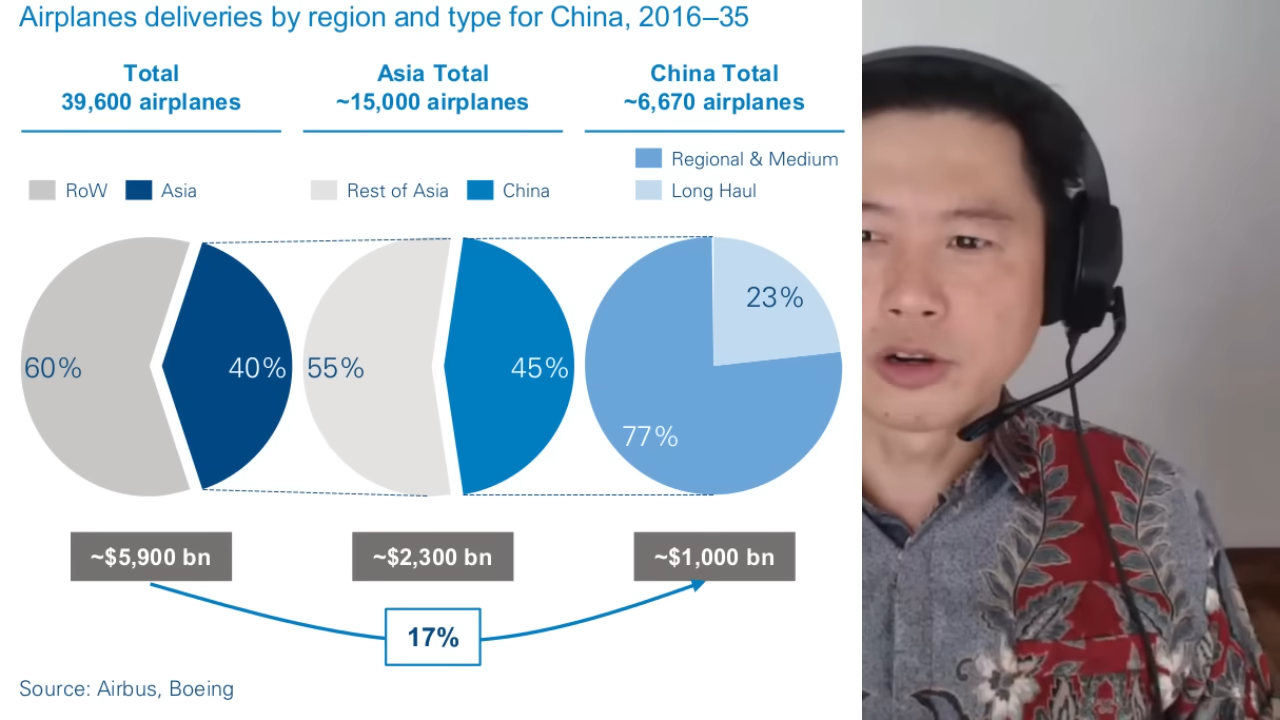 Airplanes deliveries by region and type for China, 2016–35
Total
39,600 airplanes
Asia Total
~15,000 airplanes
China Total
~6,670 airplanes
RoW
Asia
Rest of Asia
China
Regional & Medium
Long Haul
60%
40%
55%
45%
23%
77%
~$5,900 bn
~$2,300 bn
~$1,000 bn
17%
Source: Airbus, Boeing